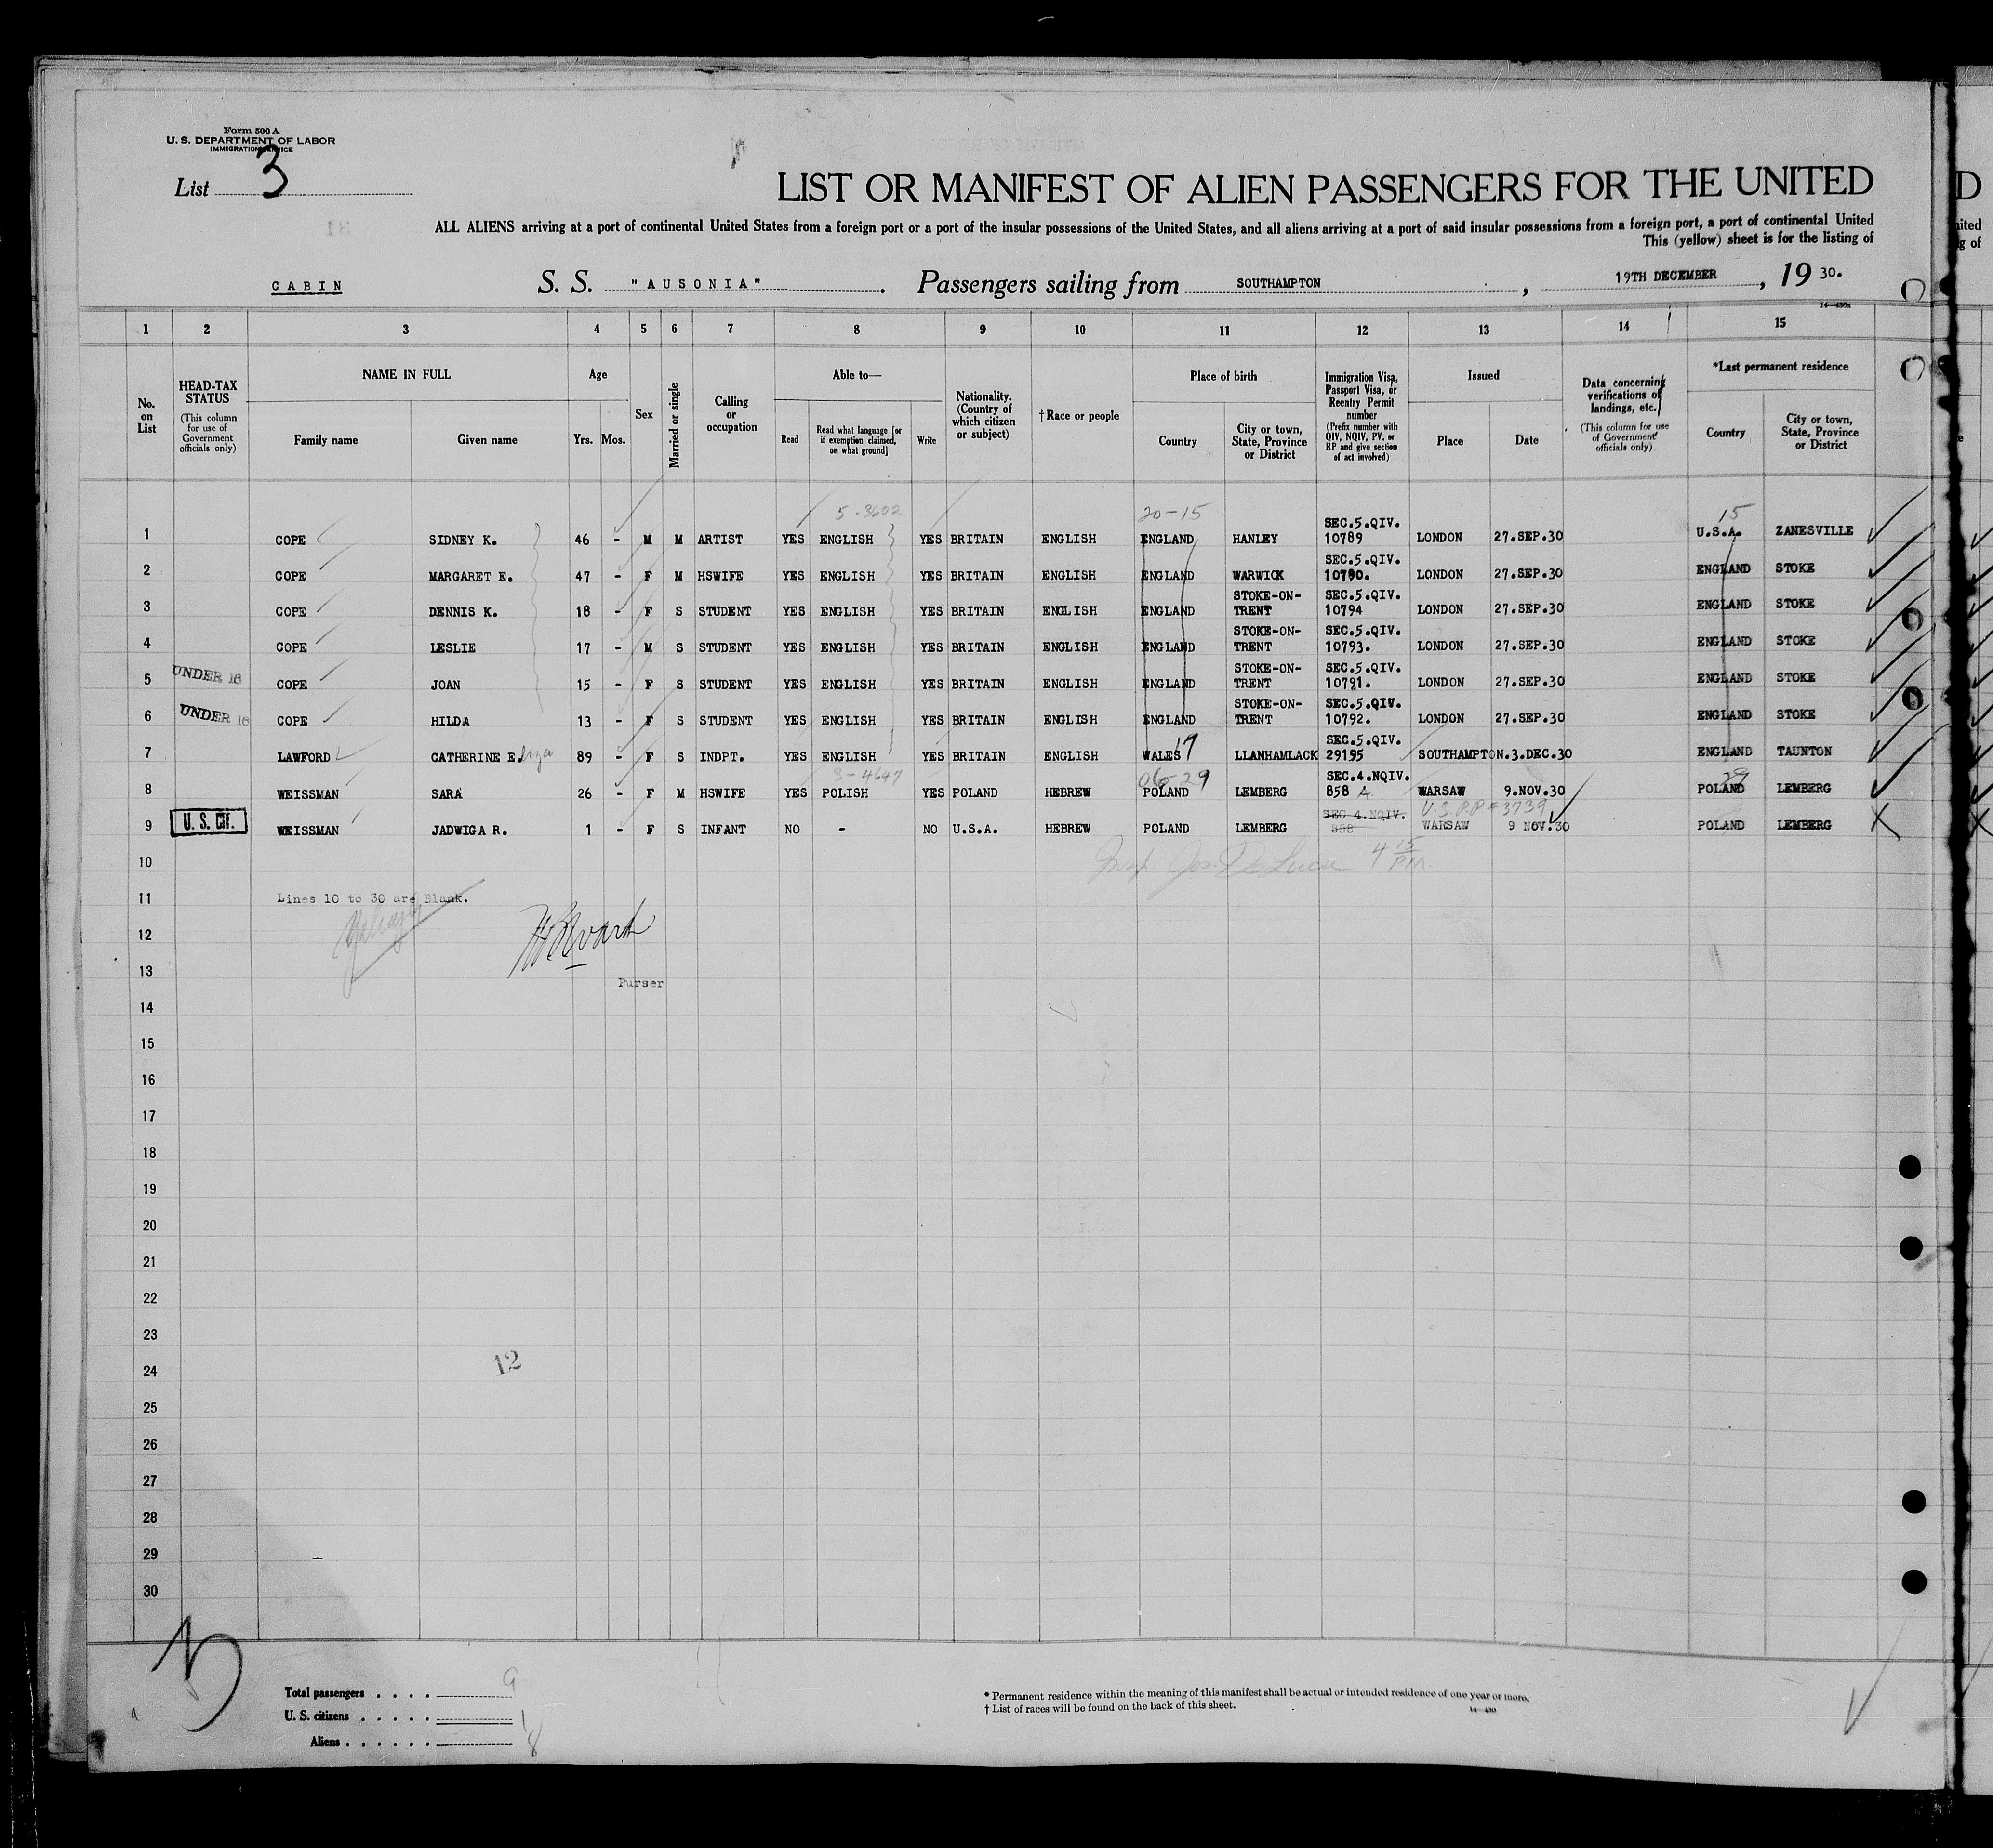 Form 500 A
U. S. DEPARTMENT OF LABOR
IMMIGRATION SERVICE
List 3
LIST OR MANIFEST OF ALIEN PASSENGERS FOR THE UNITED
ALL ALIENS arriving at a port of continental United States from a foreign port or a port of the insular possessions of the United States, and all aliens arriving at a port of said insular possessions from a foreign port, a port of continental United
This (yellow) sheet is for the listing of
CABIN S. S. "AUSONIA". Passengers sailing from SOUTHAMPTON, 19TH DECEMBER, 19 30.
1 2 3 4 5 6 7 8 9 10 11 12 13 14 15
No. on List
HEAD-TAX STATUS (This column for use of Government officials only)
NAME IN FULL Family name Given name
Age Yrs. Mos.
Sex
Married or single
Calling or occupation
Able to— Read Read what language [or if exemption claimed, on what ground] Write
Nationality. (Country of which citizen or subject)
† Race or people
Place of birth Country City or town, State, Province or District
Immigration Visa, Passport Visa, or Reentry Permit number (Prefix number with QIV, NQIV, PV, or RP and give section of act involved)
Issued Place Date
Data concerning verifications of landings, etc. (This column for use of Government officials only)
*Last permanent residence Country City or town, State, Province or District
5-3602 20-15 15
1 COPE SIDNEY K. 46 - M M ARTIST YES ENGLISH YES BRITAIN ENGLISH ENGLAND HANLEY SEC.5.QIV. 10789 LONDON 27.SEP.30 U.S.A. ZANESVILLE
2 COPE MARGARET E. 47 - F M HSWIFE YES ENGLISH YES BRITAIN ENGLISH ENGLAND WARWICK SEC.5.QIV. 10790. LONDON 27.SEP.30 ENGLAND STOKE
3 COPE DENNIS K. 18 - F S STUDENT YES ENGLISH YES BRITAIN ENGLISH ENGLAND STOKE-ON-TRENT SEC.5.QIV. 10794 LONDON 27.SEP.30 ENGLAND STOKE
4 COPE LESLIE 17 - M S STUDENT YES ENGLISH YES BRITAIN ENGLISH ENGLAND STOKE-ON-TRENT SEC.5.QIV. 10793. LONDON 27.SEP.30 ENGLAND STOKE
5 UNDER 16 COPE JOAN 15 - F S STUDENT YES ENGLISH YES BRITAIN ENGLISH ENGLAND STOKE-ON-TRENT SEC.5.QIV. 10791. LONDON 27.SEP.30 ENGLAND STOKE
6 UNDER 16 COPE HILDA 13 - F S STUDENT YES ENGLISH YES BRITAIN ENGLISH ENGLAND STOKE-ON-TRENT SEC.5.QIV. 10792. LONDON 27.SEP.30 ENGLAND STOKE
7 LAWFORD CATHERINE E.liza 89 - F S INDPT. YES ENGLISH YES BRITAIN ENGLISH WALES 17 LLANHAMLACK SEC.5.QIV. 29195 SOUTHAMPTON.3.DEC.30 ENGLAND TAUNTON
3-4647 06-29 29
8 WEISSMAN SARA 26 - F M HSWIFE YES POLISH YES POLAND HEBREW POLAND LEMBERG SEC.4.NQIV. 858 A. WARSAW 9.NOV.30 POLAND LEMBERG
U.S.P.P #3739
9 U. S. CIT. WEISSMAN JADWIGA R. 1 - F S INFANT NO - NO U.S.A. HEBREW POLAND LEMBERG SEC 4.NQIV. 858 WARSAW 9 NOV.30 POLAND LEMBERG
10
Insp. Jos. DeLuca 4 15 P.M.
11 Lines 10 to 30 are Blank.
12
13
Purser
14
15
16
17
18
19
20
21
22
23
12
24
25
26
27
28
29
30
Total passengers 9
U. S. citizens 1
Aliens 8
* Permanent residence within the meaning of this manifest shall be actual or intended residence of one year or more.
† List of races will be found on the back of this sheet.